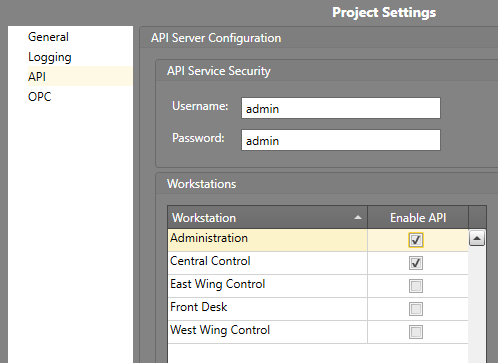 Project Settings
General
Logging
API
OPC
API Server Configuration
API Service Security
Username: admin
Password: admin
Workstations
Workstation Enable API
Administration
Central Control
East Wing Control
Front Desk
West Wing Control